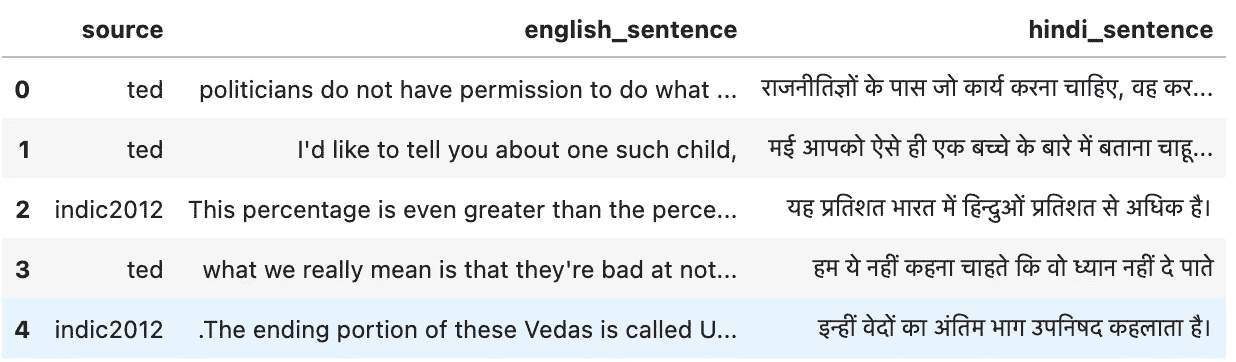 source english_sentence hindi_sentence
0 ted politicians do not have permission to do what ... राजनीतिज्ञों के पास जो कार्य करना चाहिए, वह कर...
1 ted I'd like to tell you about one such child, मई आपको ऐसे ही एक बच्चे के बारे में बताना चाहू...
2 indic2012 This percentage is even greater than the perce... यह प्रतिशत भारत में हिन्दुओं प्रतिशत से अधिक है।
3 ted what we really mean is that they're bad at not... हम ये नहीं कहना चाहते कि वो ध्यान नहीं दे पाते
4 indic2012 .The ending portion of these Vedas is called U... इन्हीं वेदों का अंतिम भाग उपनिषद कहलाता है।